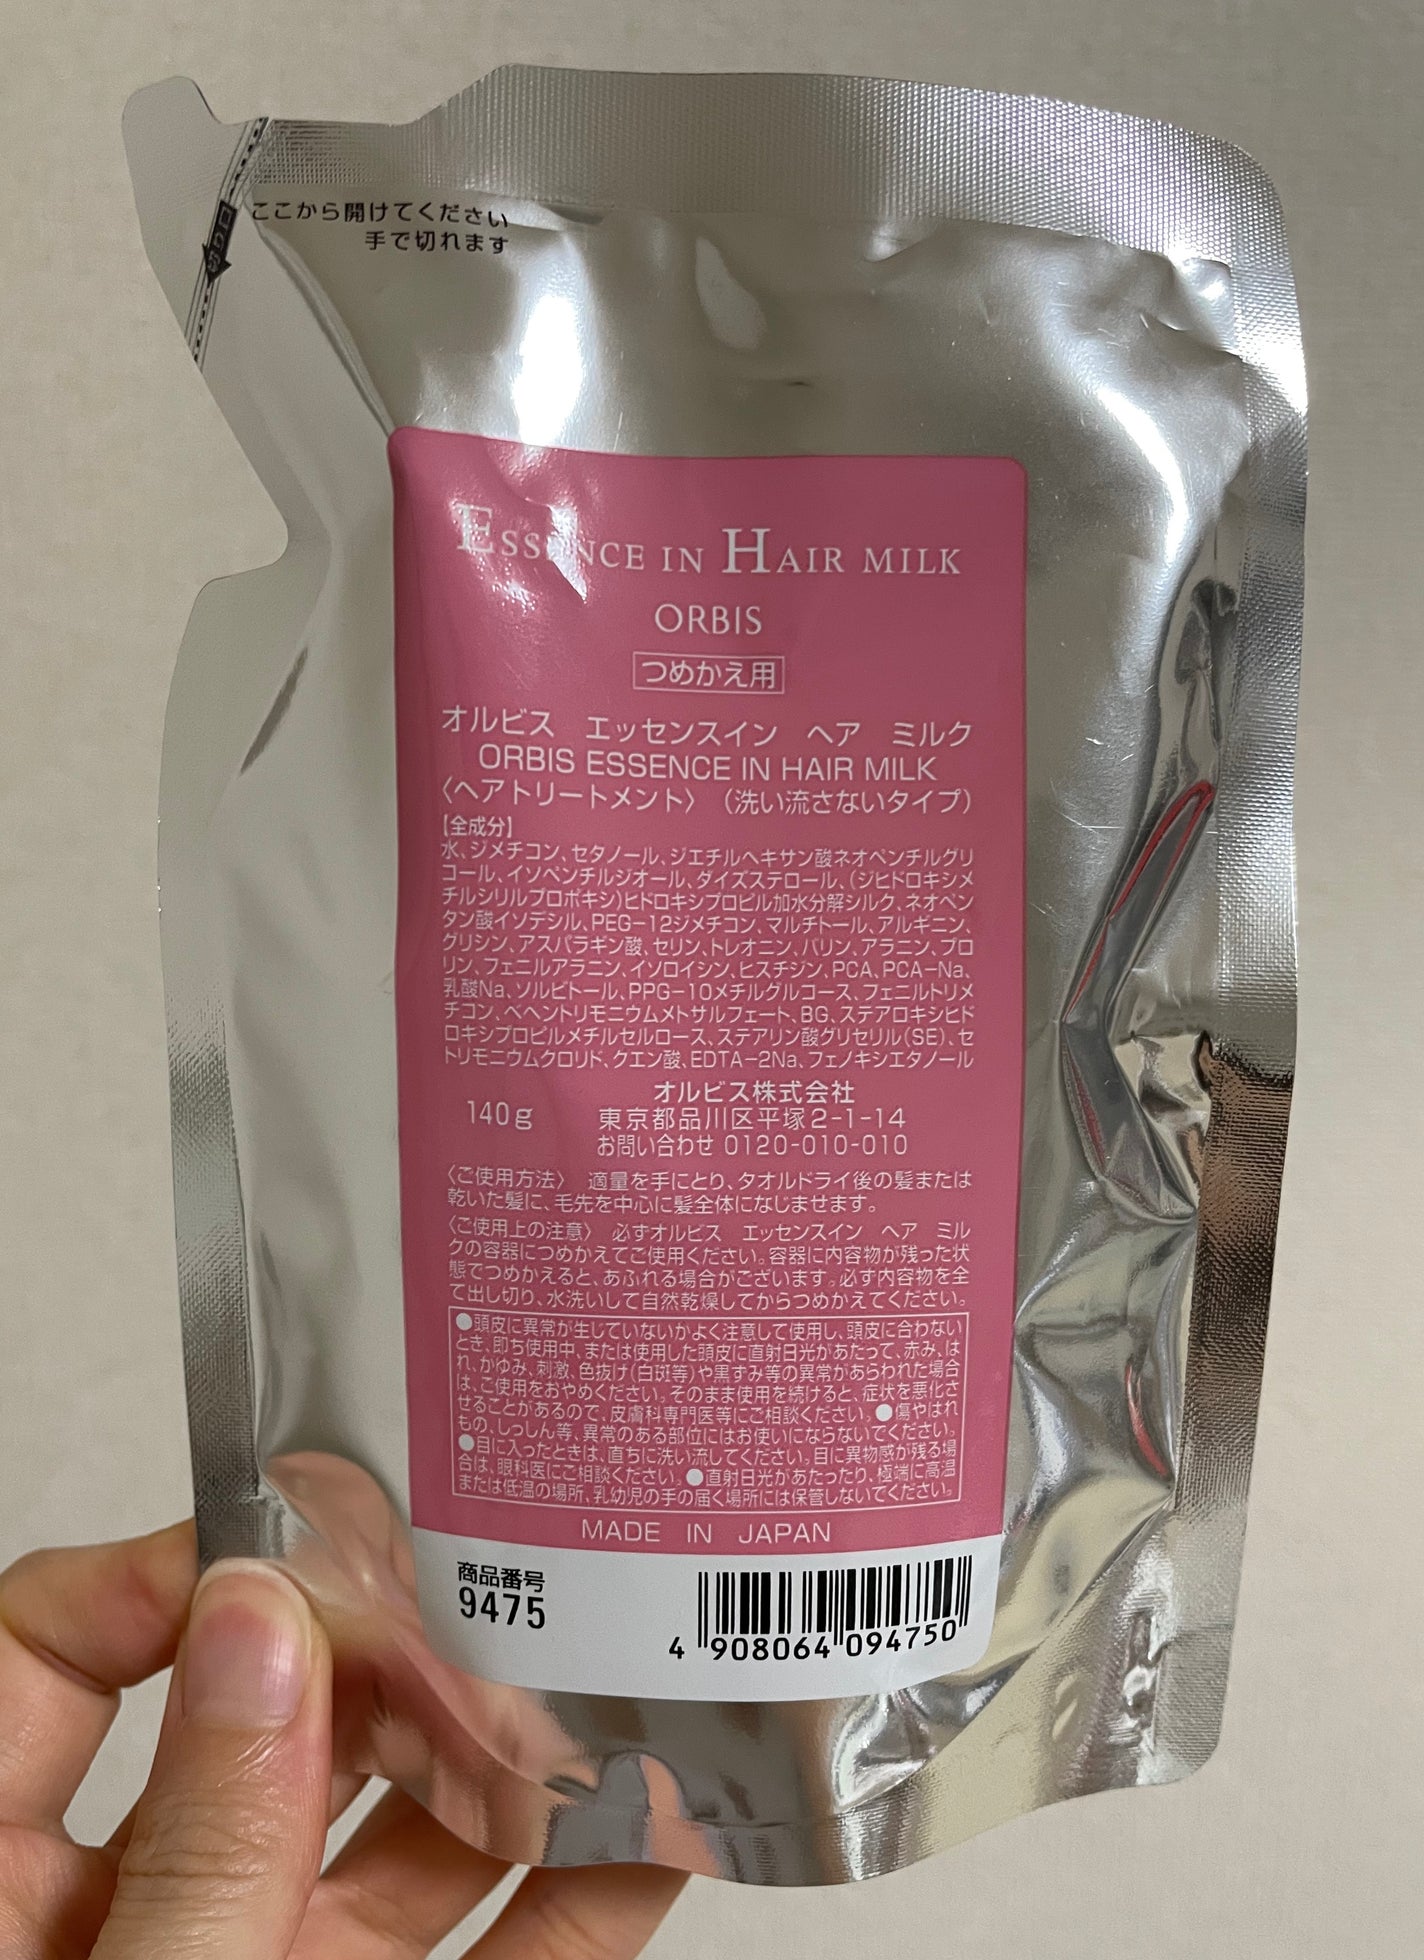 ここから開けてください
手で切れます
切り口
ESSENCE IN HAIR MILK
ORBIS
つめかえ用
オルビス エッセンスイン ヘア ミルク
ORBIS ESSENCE IN HAIR MILK
〈ヘアトリートメント〉（洗い流さないタイプ）
【全成分】
水、ジメチコン、セタノール、ジエチルヘキサン酸ネオペンチルグリ
コール、イソペンチルジオール、ダイズステロール、（ジヒドロキシメ
チルシリルプロポキシ）ヒドロキシプロピル加水分解シルク、ネオペン
タン酸イソデシル、PEG−12ジメチコン、マルチトール、アルギニン、
グリシン、アスパラギン酸、セリン、トレオニン、バリン、アラニン、プロ
リン、フェニルアラニン、イソロイシン、ヒスチジン、PCA、PCA−Na、
乳酸Na、ソルビトール、PPG−10メチルグルコース、フェニルトリメ
チコン、ベヘントリモニウムメトサルフェート、BG、ステアロキシヒド
ロキシプロピルメチルセルロース、ステアリン酸グリセリル（SE）、セ
トリモニウムクロリド、クエン酸、EDTA−2Na、フェノキシエタノール
オルビス株式会社
140g 東京都品川区平塚2-1-14
お問い合わせ 0120-010-010
〈ご使用方法〉 適量を手にとり、タオルドライ後の髪または
乾いた髪に、毛先を中心に髪全体になじませます。
〈ご使用上の注意〉 必ずオルビス エッセンスイン ヘア ミル
クの容器につめかえてご使用ください。容器に内容物が残った状
態でつめかえると、あふれる場合がございます。必ず内容物を全
て出し切り、水洗いして自然乾燥してからつめかえてください。
●頭皮に異常が生じていないかよく注意して使用し、頭皮に合わない
とき、即ち使用中、または使用した頭皮に直射日光があたって、赤み、は
れ、かゆみ、刺激、色抜け（白斑等）や黒ずみ等の異常があらわれた場合
は、ご使用をおやめください。そのまま使用を続けると、症状を悪化さ
せることがあるので、皮膚科専門医等にご相談ください。●傷やはれ
もの、しっしん等、異常のある部位にはお使いにならないでください。
●目に入ったときは、直ちに洗い流してください。目に異物感が残る場
合は、眼科医にご相談ください。●直射日光があたったり、極端に高温
または低温の場所、乳幼児の手の届く場所には保管しないでください。
MADE IN JAPAN
商品番号
9475
4 908064 094750